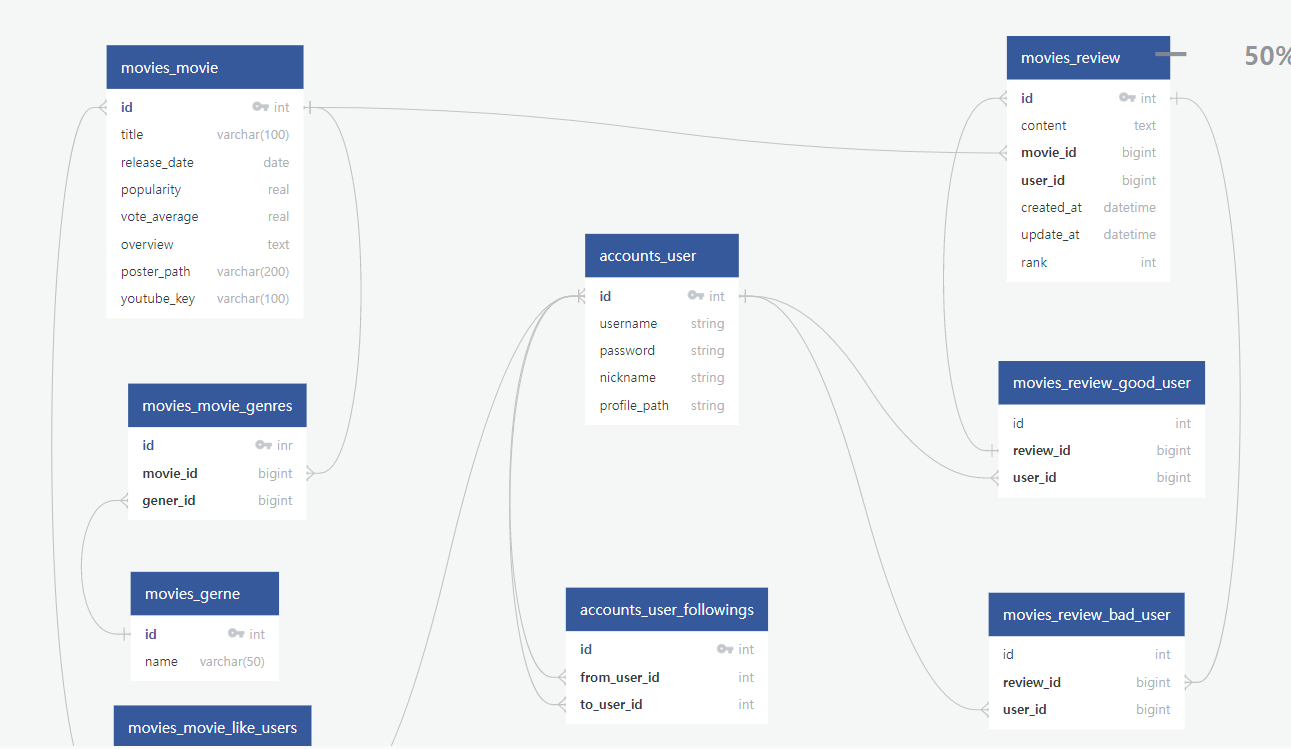 movies_movie
id int
title varchar(100)
release_date date
popularity real
vote_average real
overview text
poster_path varchar(200)
youtube_key varchar(100)
movies_movie_genres
id inr
movie_id bigint
gener_id bigint
movies_gerne
id int
name varchar(50)
movies_movie_like_users
accounts_user
id int
username string
password string
nickname string
profile_path string
accounts_user_followings
id int
from_user_id int
to_user_id int
movies_review
id int
content text
movie_id bigint
user_id bigint
created_at datetime
update_at datetime
rank int
50%
movies_review_good_user
id int
review_id bigint
user_id bigint
movies_review_bad_user
id int
review_id bigint
user_id bigint